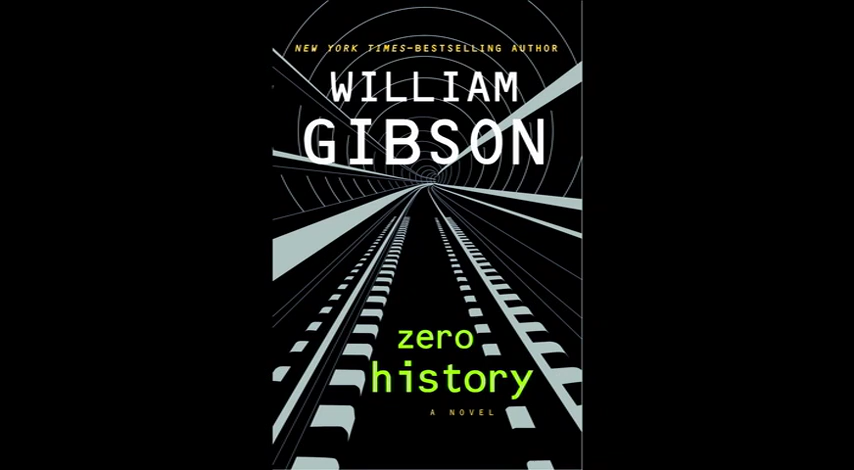 NEW YORK TIMES–BESTSELLING AUTHOR
WILLIAM
GIBSON
zero
history
A NOVEL